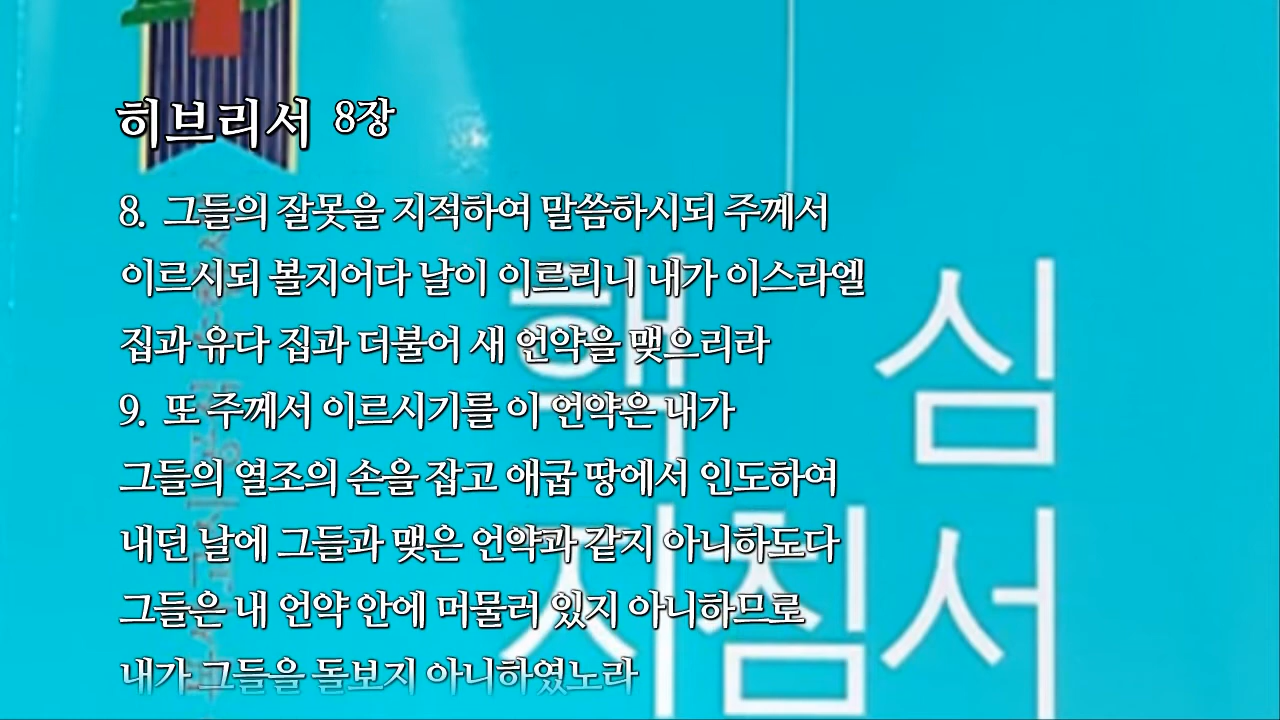 히브리서 8장
8. 그들의 잘못을 지적하여 말씀하시되 주께서
이르시되 볼지어다 날이 이르리니 내가 이스라엘
집과 유다 집과 더불어 새 언약을 맺으리라
9. 또 주께서 이르시기를 이 언약은 내가
그들의 열조의 손을 잡고 애굽 땅에서 인도하여
내던 날에 그들과 맺은 언약과 같지 아니하도다
그들은 내 언약 안에 머물러 있지 아니하므로
내가 그들을 돌보지 아니하였노라
핵심
지침서